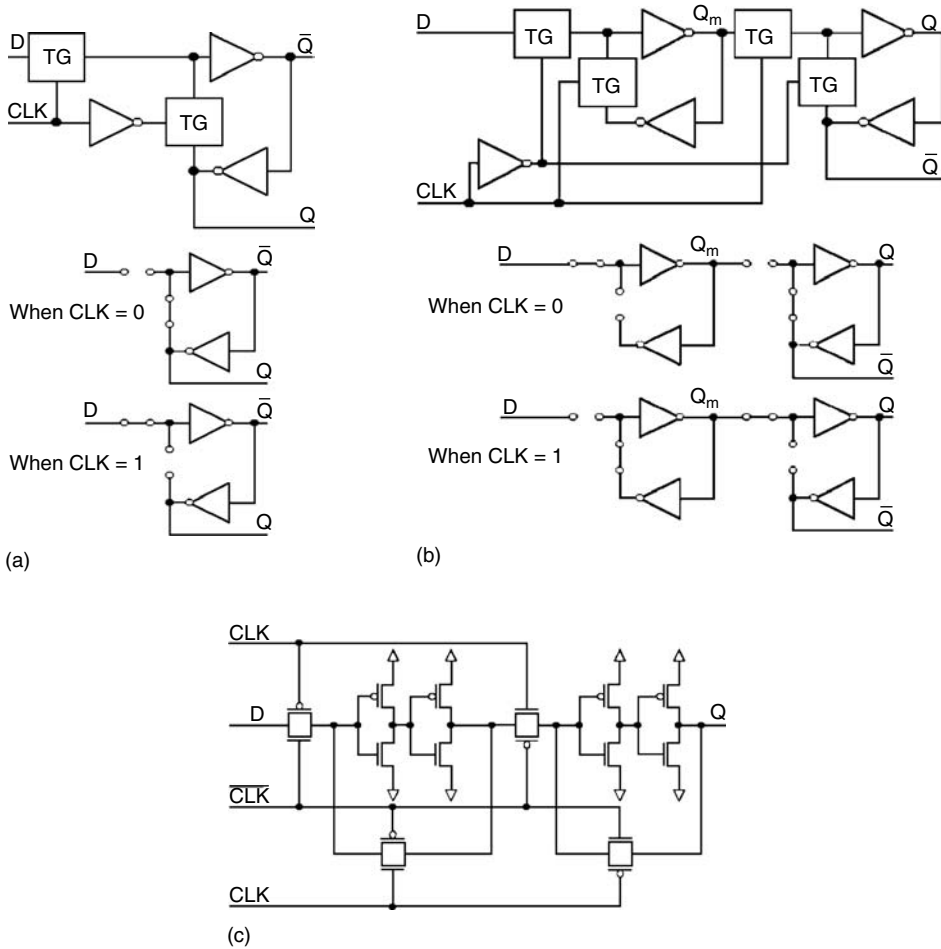 D
TG
Q̅
CLK
TG
Q
D
Q̅
When CLK = 0
Q
D
Q̅
When CLK = 1
Q
(a)
D
TG
Qm
TG
Q
TG
TG
Q̅
CLK
D
Qm
Q
When CLK = 0
Q̅
D
Qm
Q
When CLK = 1
Q̅
(b)
CLK
D
Q
C̅L̅K̅
CLK
(c)